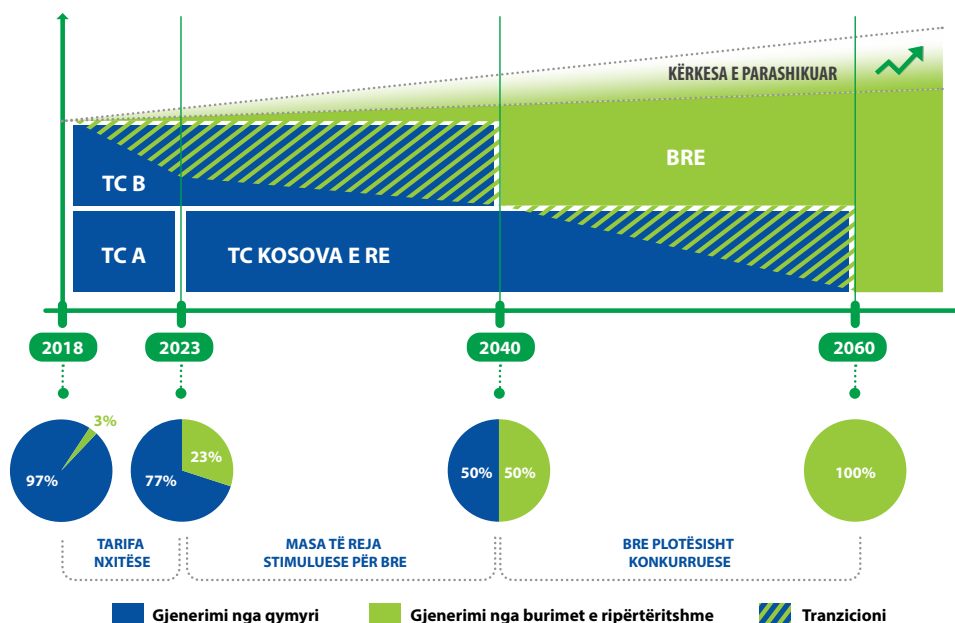 KËRKESA E PARASHIKUAR
BRE
TC B
TC A
TC KOSOVA E RE
2018
2023
2040
2060
3%
97%
23%
77%
50%
50%
100%
TARIFA
NXITËSE
MASA TË REJA
STIMULUESE PËR BRE
BRE PLOTËSISHT
KONKURRUESE
Gjenerimi nga qymyri
Gjenerimi nga burimet e ripërtëritshme
Tranzicioni